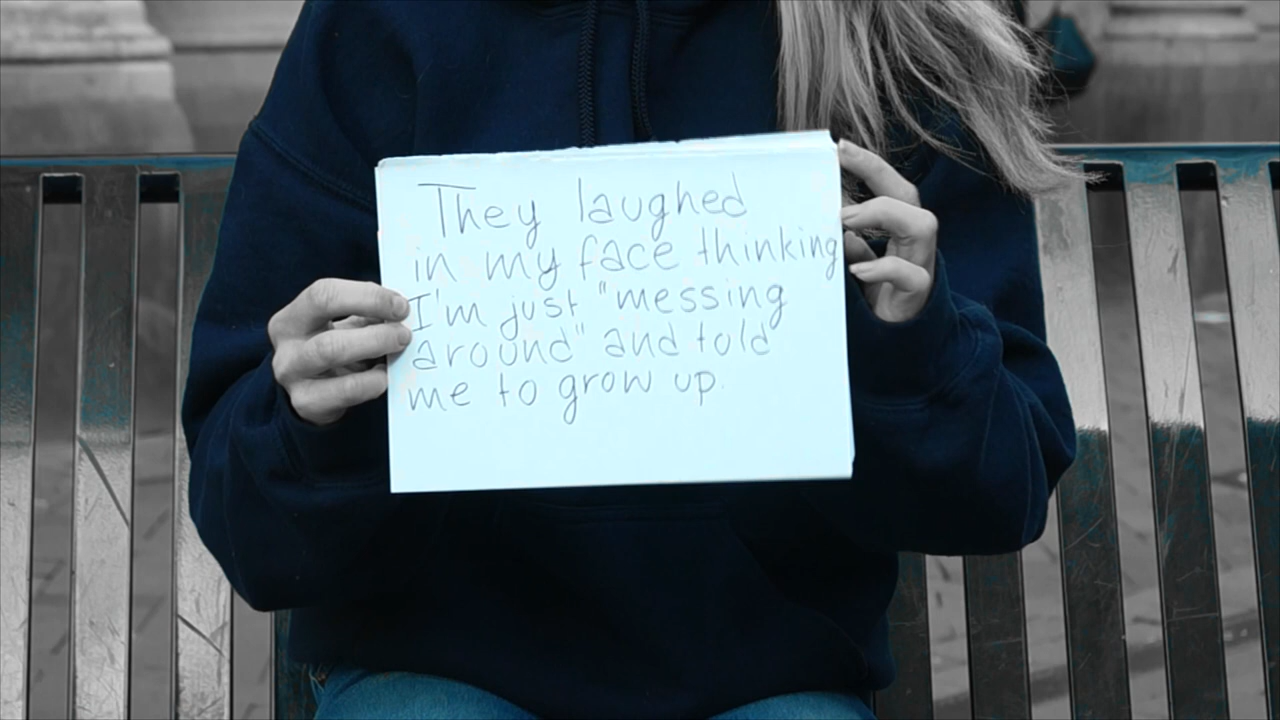 They laughed
in my face thinking
I'm just "messing
around" and told
me to grow up.